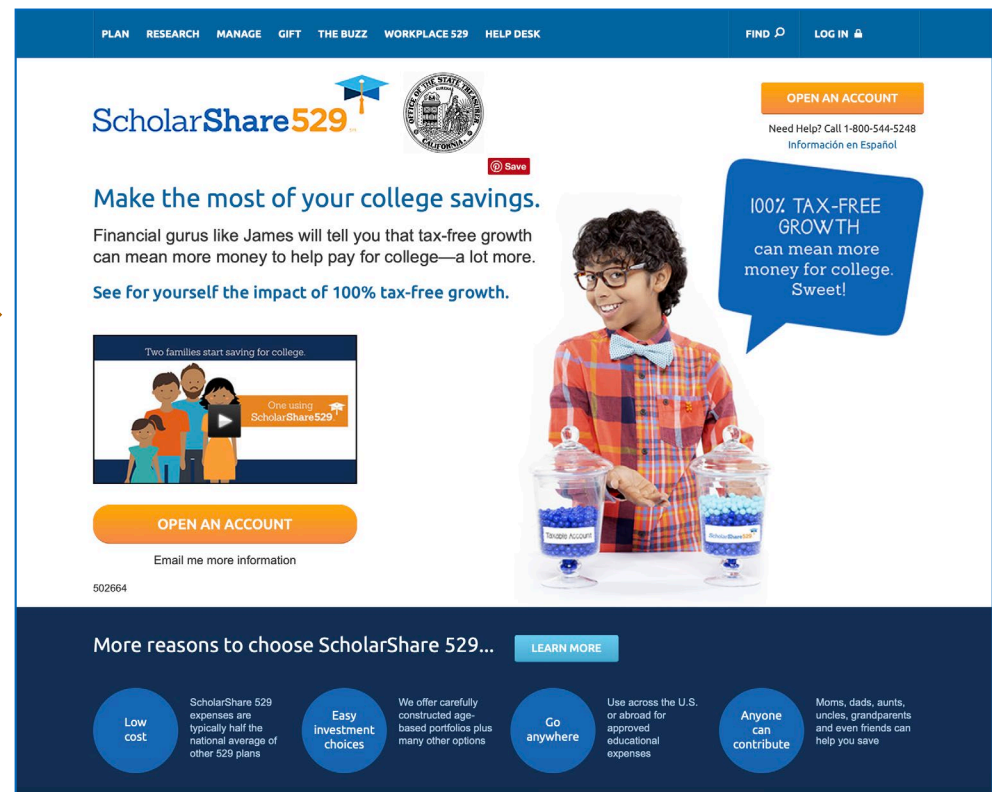 PLAN RESEARCH MANAGE GIFT THE BUZZ WORKPLACE 529 HELP DESK FIND LOG IN
ScholarShare529
OFFICE OF THE STATE TREASURER
EUREKA
CALIFORNIA
OPEN AN ACCOUNT
Need Help? Call 1-800-544-5248
Información en Español
Save
Make the most of your college savings.
Financial gurus like James will tell you that tax-free growth
can mean more money to help pay for college—a lot more.
See for yourself the impact of 100% tax-free growth.
100% TAX-FREE
GROWTH
can mean more
money for college.
Sweet!
Two families start saving for college.
One using
ScholarShare529
Taxable Account
ScholarShare529
OPEN AN ACCOUNT
Email me more information
502664
More reasons to choose ScholarShare 529...
LEARN MORE
Low
cost
ScholarShare 529
expenses are
typically half the
national average of
other 529 plans
Easy
investment
choices
We offer carefully
constructed age-
based portfolios plus
many other options
Go
anywhere
Use across the U.S.
or abroad for
approved
educational
expenses
Anyone
can
contribute
Moms, dads, aunts,
uncles, grandparents
and even friends can
help you save